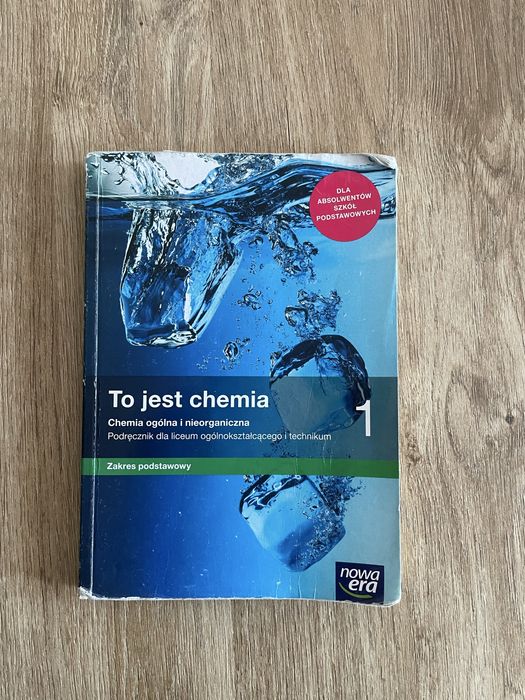 DLA
ABSOLWENTÓW
SZKÓŁ
PODSTAWOWYCH
To jest chemia
1
Chemia ogólna i nieorganiczna
Podręcznik dla liceum ogólnokształcącego i technikum
Zakres podstawowy
nowa
era